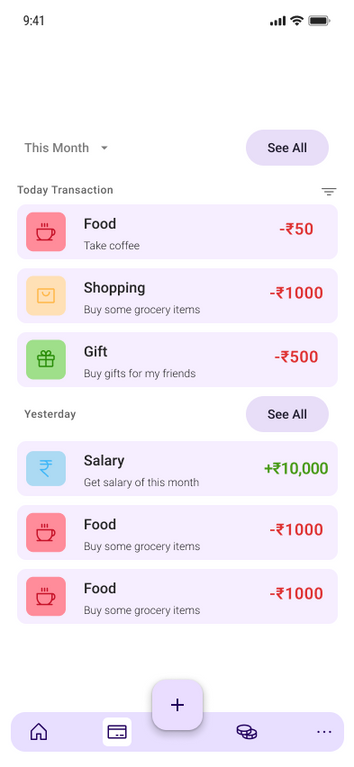 9:41
This Month
See All
Today Transaction
Food
-₹50
Take coffee
Shopping
-₹1000
Buy some grocery items
Gift
-₹500
Buy gifts for my friends
Yesterday
See All
Salary
+₹10,000
Get salary of this month
Food
-₹1000
Buy some grocery items
Food
-₹1000
Buy some grocery items